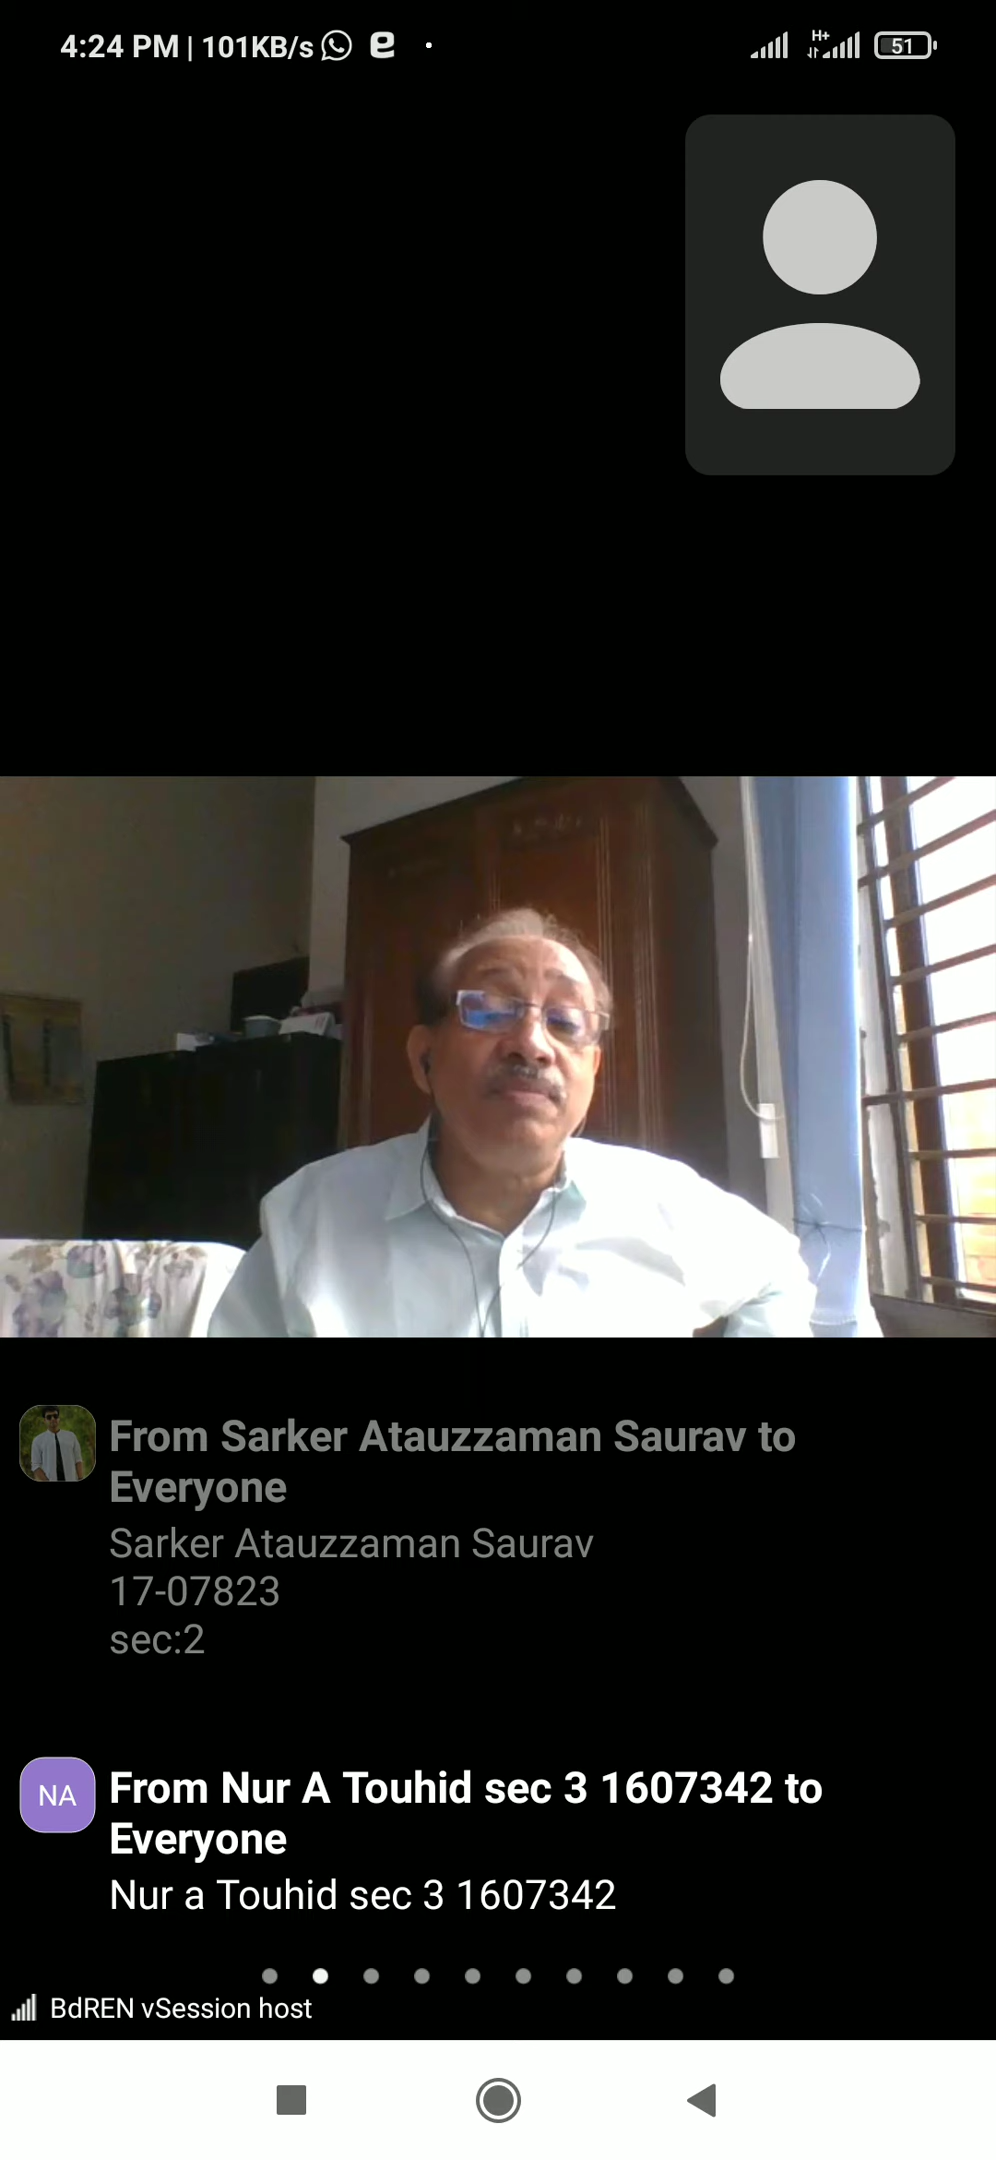 4:24 PM | 101KB/s
H+
51
From Sarker Atauzzaman Saurav to
Everyone
Sarker Atauzzaman Saurav
17-07823
sec:2
NA
From Nur A Touhid sec 3 1607342 to
Everyone
Nur a Touhid sec 3 1607342
BdREN vSession host